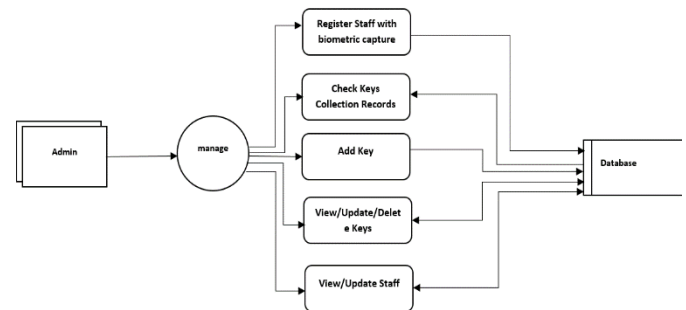 Register Staff with
biometric capture
Check Keys
Collection Records
Admin
manage
Add Key
Database
View/Update/Delet
e Keys
View/Update Staff